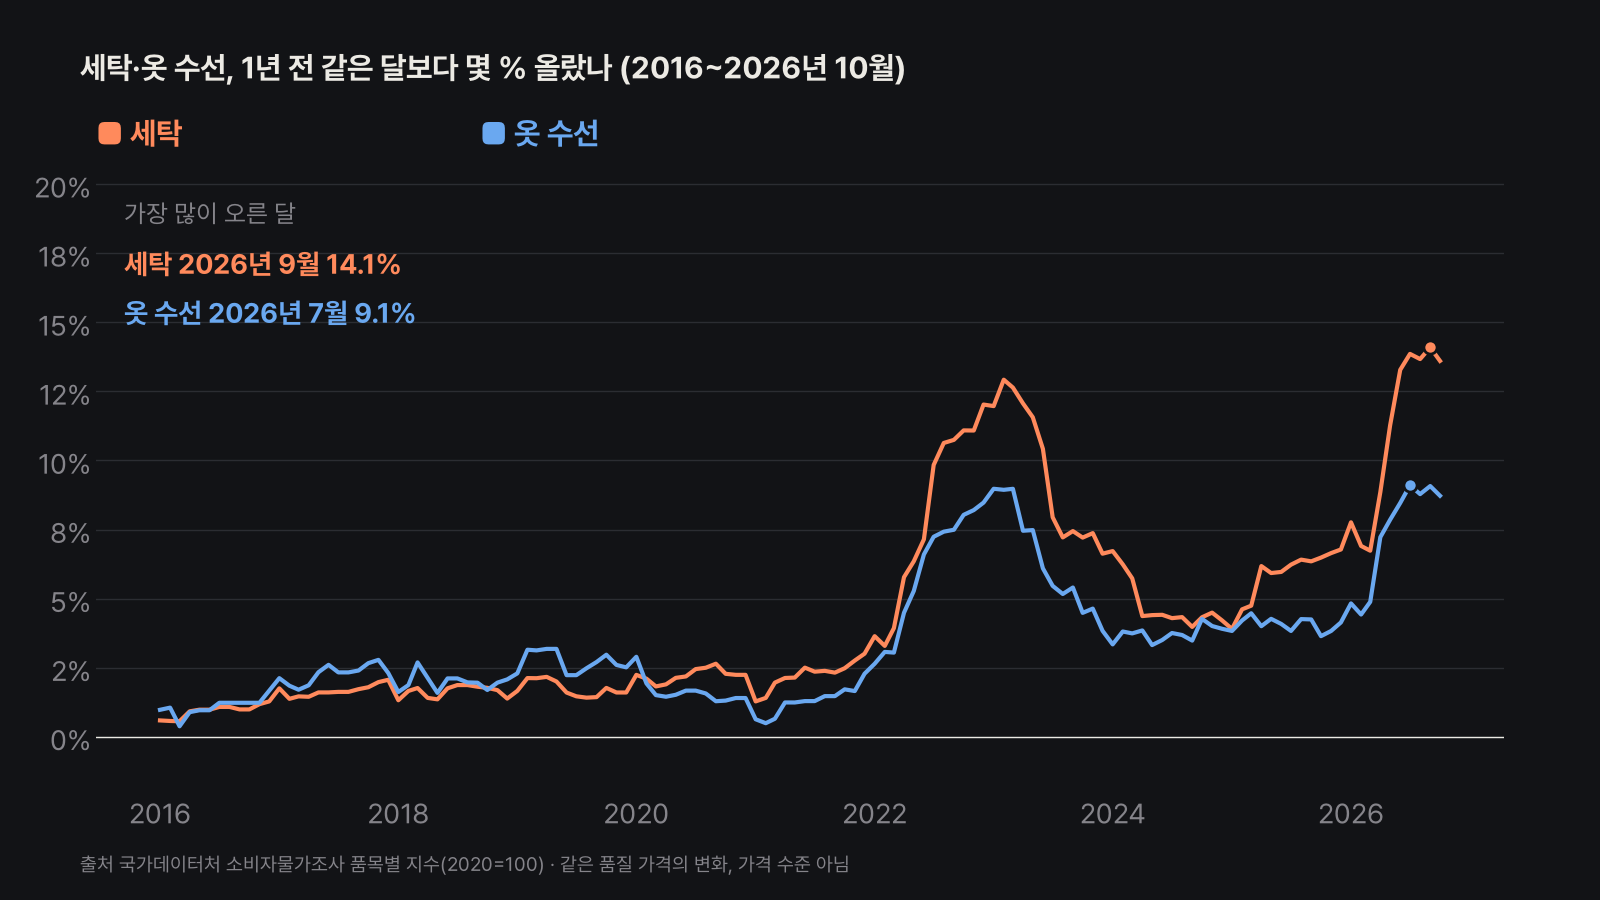 세탁·옷 수선, 1년 전 같은 달보다 몇 % 올랐나 (2016~2026년 10월)
세탁
옷 수선
20%
가장 많이 오른 달
18%
세탁 2026년 9월 14.1%
옷 수선 2026년 7월 9.1%
15%
12%
10%
8%
5%
2%
0%
2016 2018 2020 2022 2024 2026
출처 국가데이터처 소비자물가조사 품목별 지수(2020=100) · 같은 품질 가격의 변화, 가격 수준 아님